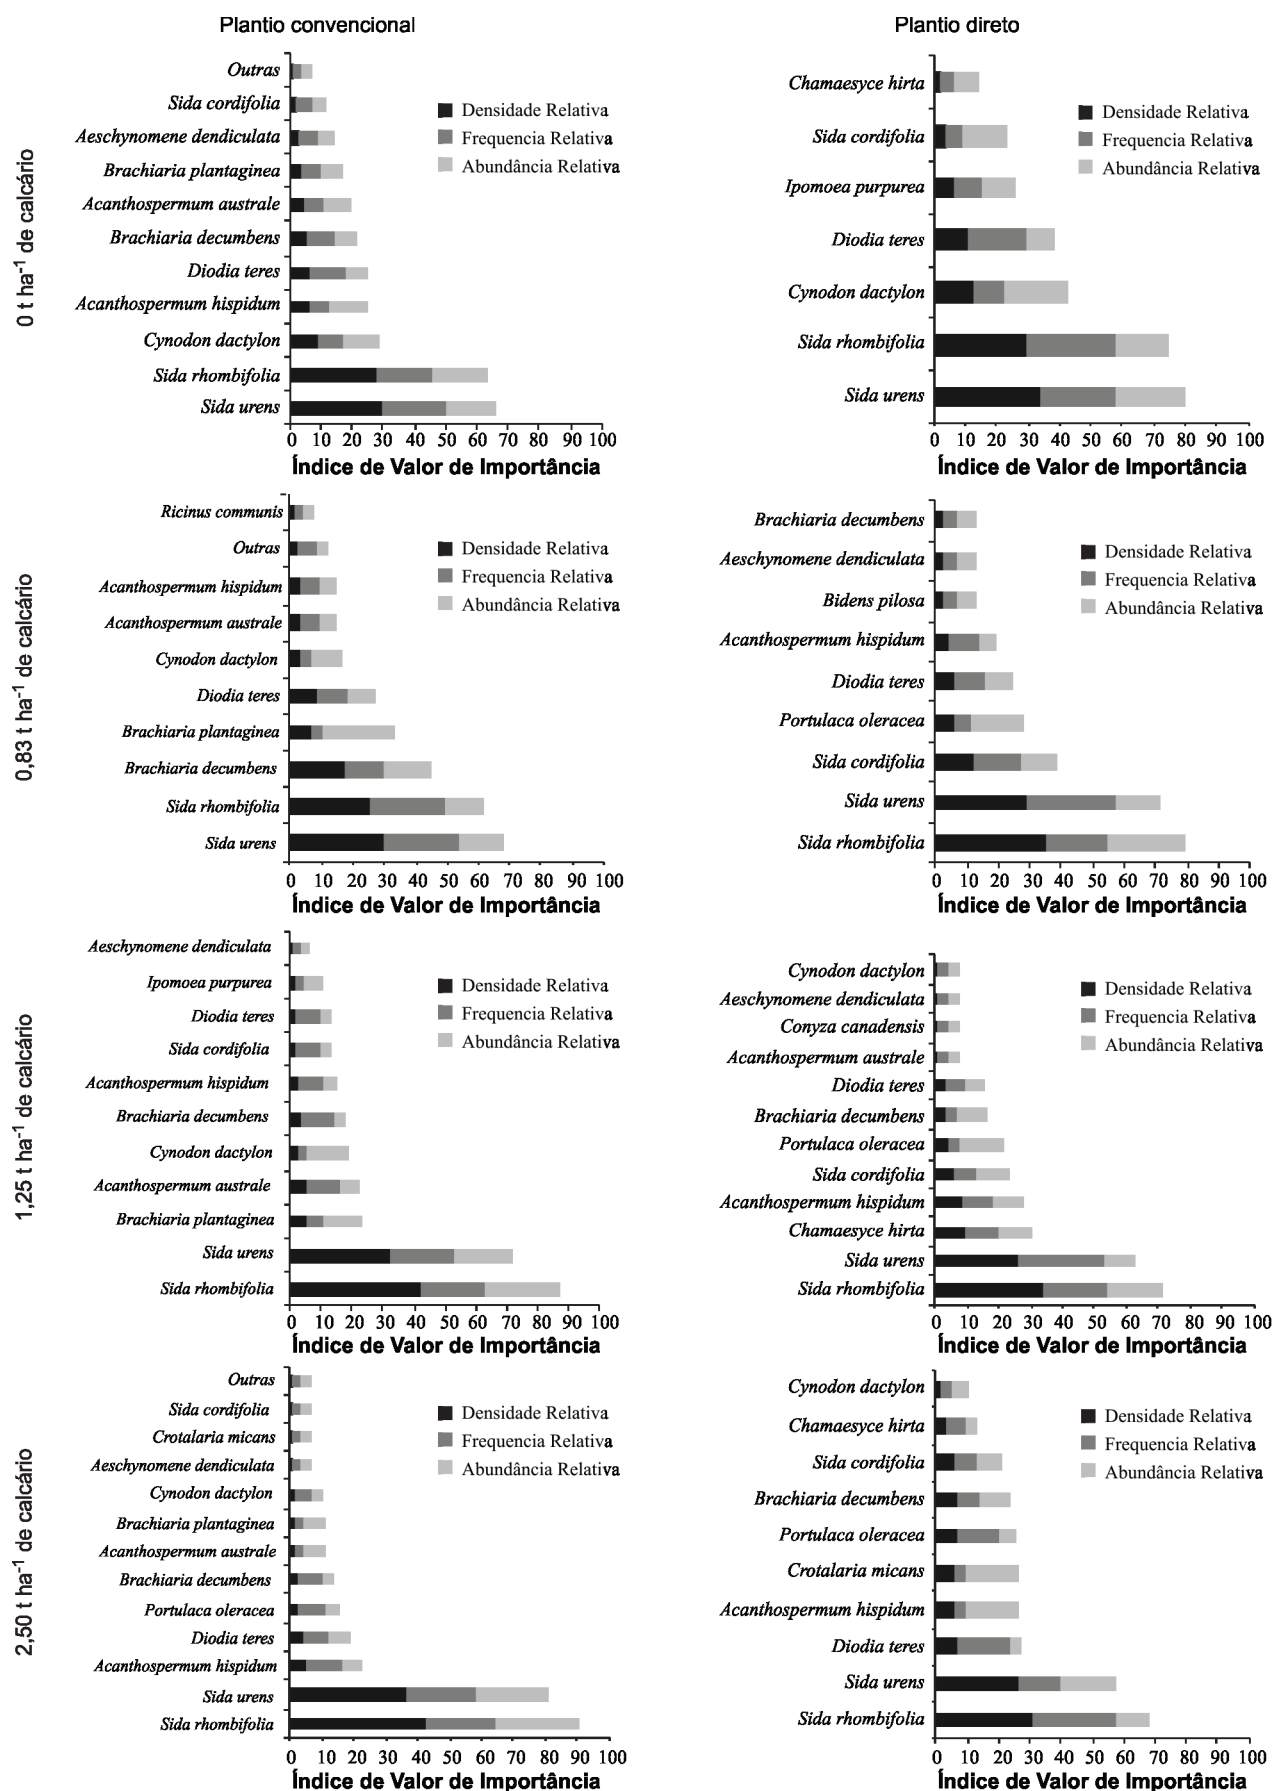 Plantio convencional
Plantio direto
0 t ha⁻¹ de calcário
Outras
Sida cordifolia
Aeschynomene dendiculata
Brachiaria plantaginea
Acanthospermum australe
Brachiaria decumbens
Diodia teres
Acanthospermum hispidum
Cynodon dactylon
Sida rhombifolia
Sida urens
Densidade Relativa
Frequencia Relativa
Abundância Relativa
0 10 20 30 40 50 60 70 80 90 100
Índice de Valor de Importância
Chamaesyce hirta
Sida cordifolia
Ipomoea purpurea
Diodia teres
Cynodon dactylon
Sida rhombifolia
Sida urens
Densidade Relativa
Frequencia Relativa
Abundância Relativa
0 10 20 30 40 50 60 70 80 90 100
Índice de Valor de Importância
0,83 t ha⁻¹ de calcário
Ricinus communis
Outras
Acanthospermum hispidum
Acanthospermum australe
Cynodon dactylon
Diodia teres
Brachiaria plantaginea
Brachiaria decumbens
Sida rhombifolia
Sida urens
Densidade Relativa
Frequencia Relativa
Abundância Relativa
0 10 20 30 40 50 60 70 80 90 100
Índice de Valor de Importância
Brachiaria decumbens
Aeschynomene dendiculata
Bidens pilosa
Acanthospermum hispidum
Diodia teres
Portulaca oleracea
Sida cordifolia
Sida urens
Sida rhombifolia
Densidade Relativa
Frequencia Relativa
Abundância Relativa
0 10 20 30 40 50 60 70 80 90 100
Índice de Valor de Importância
1,25 t ha⁻¹ de calcário
Aeschynomene dendiculata
Ipomoea purpurea
Diodia teres
Sida cordifolia
Acanthospermum hispidum
Brachiaria decumbens
Cynodon dactylon
Acanthospermum australe
Brachiaria plantaginea
Sida urens
Sida rhombifolia
Densidade Relativa
Frequencia Relativa
Abundância Relativa
0 10 20 30 40 50 60 70 80 90 100
Índice de Valor de Importância
Cynodon dactylon
Aeschynomene dendiculata
Conyza canadensis
Acanthospermum australe
Diodia teres
Brachiaria decumbens
Portulaca oleracea
Sida cordifolia
Acanthospermum hispidum
Chamaesyce hirta
Sida urens
Sida rhombifolia
Densidade Relativa
Frequencia Relativa
Abundância Relativa
0 10 20 30 40 50 60 70 80 90 100
Índice de Valor de Importância
2,50 t ha⁻¹ de calcário
Outras
Sida cordifolia
Crotalaria micans
Aeschynomene dendiculata
Cynodon dactylon
Brachiaria plantaginea
Acanthospermum australe
Brachiaria decumbens
Portulaca oleracea
Diodia teres
Acanthospermum hispidum
Sida urens
Sida rhombifolia
Densidade Relativa
Frequencia Relativa
Abundância Relativa
0 10 20 30 40 50 60 70 80 90 100
Índice de Valor de Importância
Cynodon dactylon
Chamaesyce hirta
Sida cordifolia
Brachiaria decumbens
Portulaca oleracea
Crotalaria micans
Acanthospermum hispidum
Diodia teres
Sida urens
Sida rhombifolia
Densidade Relativa
Frequencia Relativa
Abundância Relativa
0 10 20 30 40 50 60 70 80 90 100
Índice de Valor de Importância